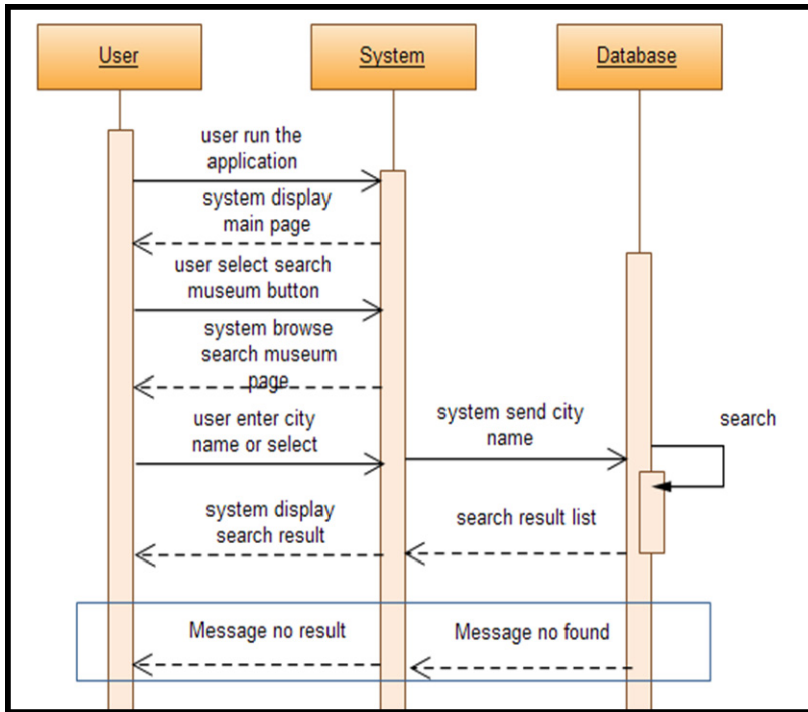 User
System
Database
user run the
application
system display
main page
user select search
museum button
system browse
search museum
page
user enter city
name or select
system send city
name
search
system display
search result
search result list
Message no result
Message no found